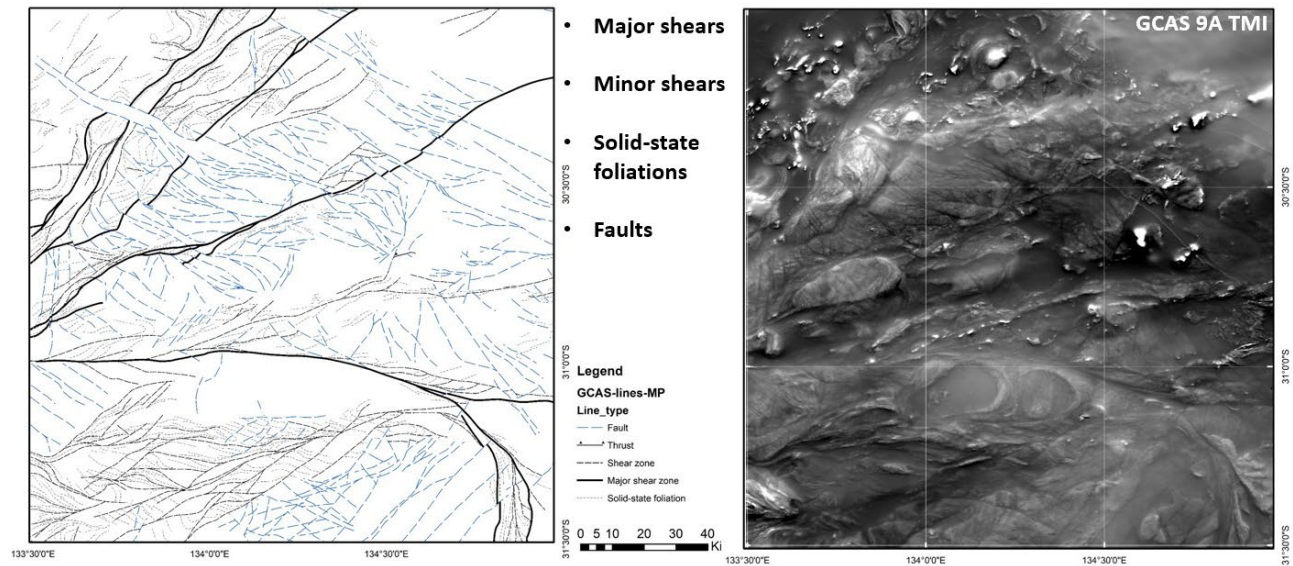 • Major shears
• Minor shears
• Solid-state
foliations
• Faults
GCAS 9A TMI
30°30'0"S
31°0'0"S
31°30'0"S
133°30'0"E
134°0'0"E
134°30'0"E
Legend
GCAS-lines-MP
Line_type
Fault
Thrust
Shear zone
Major shear zone
Solid-state foliation
0 5 10 20 30 40
Ki
30°30'0"S
31°0'0"S
31°30'0"S
133°30'0"E
134°0'0"E
134°30'0"E